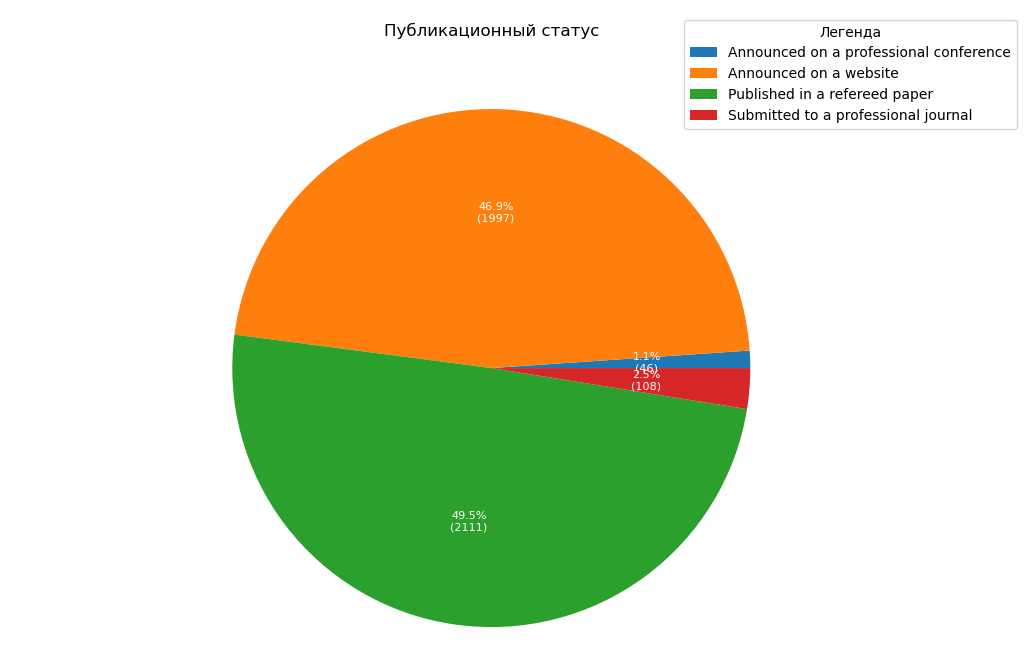 Публикационный статус
Легенда
Announced on a professional conference
Announced on a website
Published in a refereed paper
Submitted to a professional journal
46.9%
(1997)
1.1%
(46)
2.5%
(108)
49.5%
(2111)